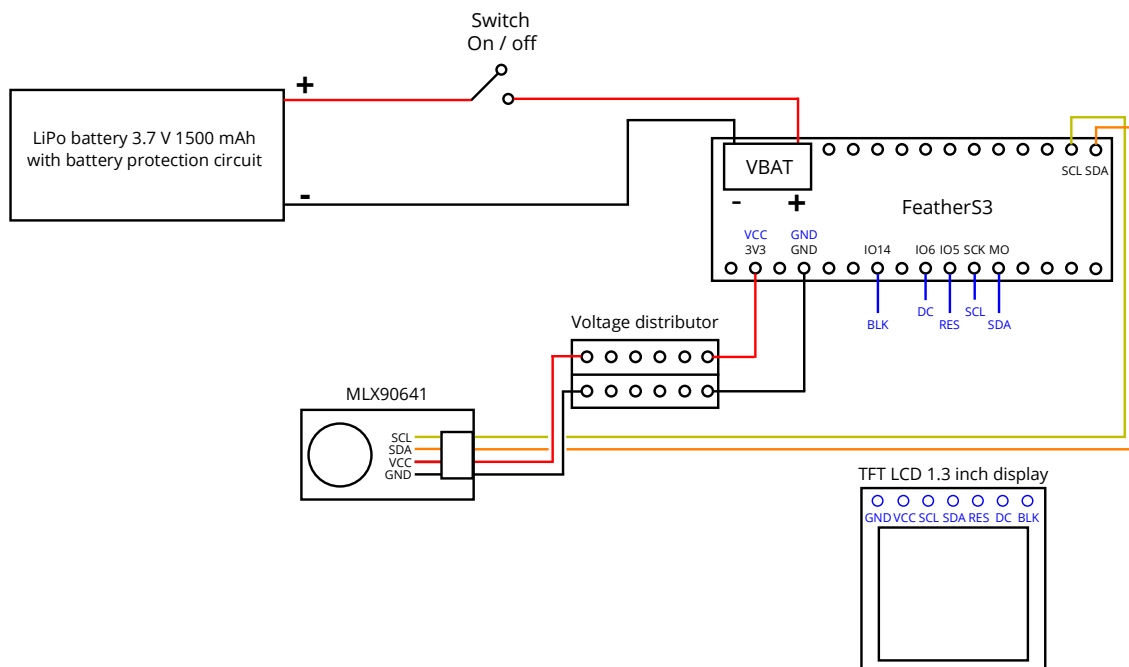 Switch
On / off
+
LiPo battery 3.7 V 1500 mAh
with battery protection circuit
-
VBAT
- +
SCL SDA
FeatherS3
VCC GND
3V3 GND IO14 IO6 IO5 SCK MO
DC
SCL
BLK RES SDA
Voltage distributor
MLX90641
SCL
SDA
VCC
GND
TFT LCD 1.3 inch display
GND VCC SCL SDA RES DC BLK